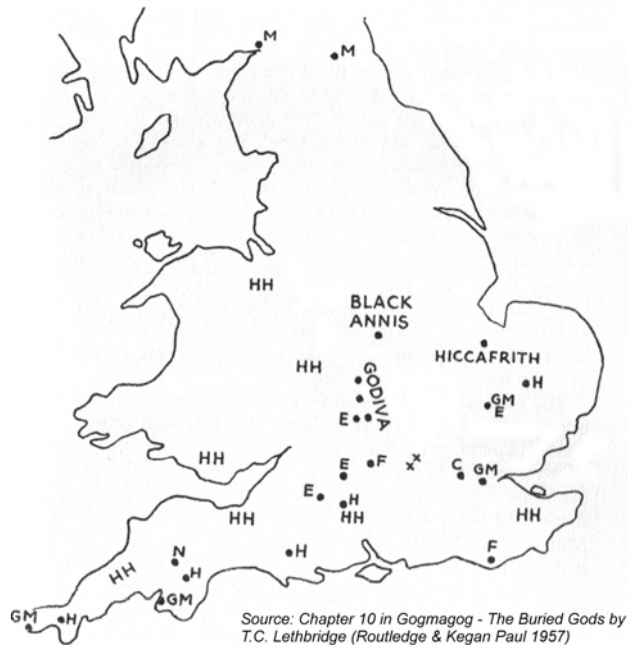 M
M
HH
BLACK
ANNIS
HICCAFRITH
HH
H
GODIVA
GM
E
E
HH
F
E
C
GM
E
H
HH
HH
HH
H
N
F
HH
H
GM
GM
H
Source: Chapter 10 in Gogmagog - The Buried Gods by
T.C. Lethbridge (Routledge & Kegan Paul 1957)